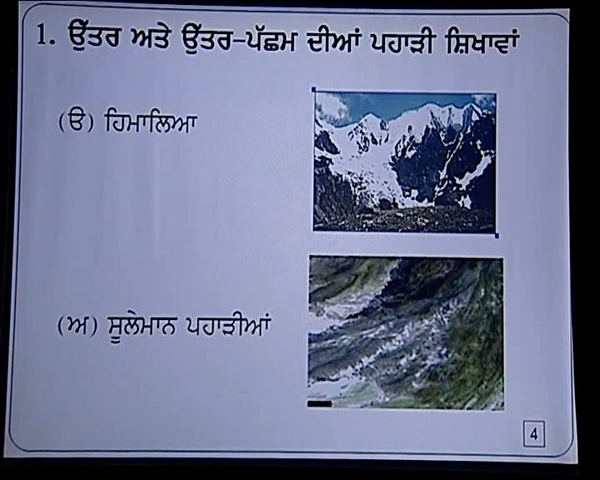 1. ਉੱਤਰ ਅਤੇ ਉੱਤਰ-ਪੱਛਮ ਦੀਆਂ ਪਹਾੜੀ ਸ਼ਿਖਾਵਾਂ
(ੳ) ਹਿਮਾਲਿਆ
(ਅ) ਸੂਲੇਮਾਨ ਪਹਾੜੀਆਂ
4